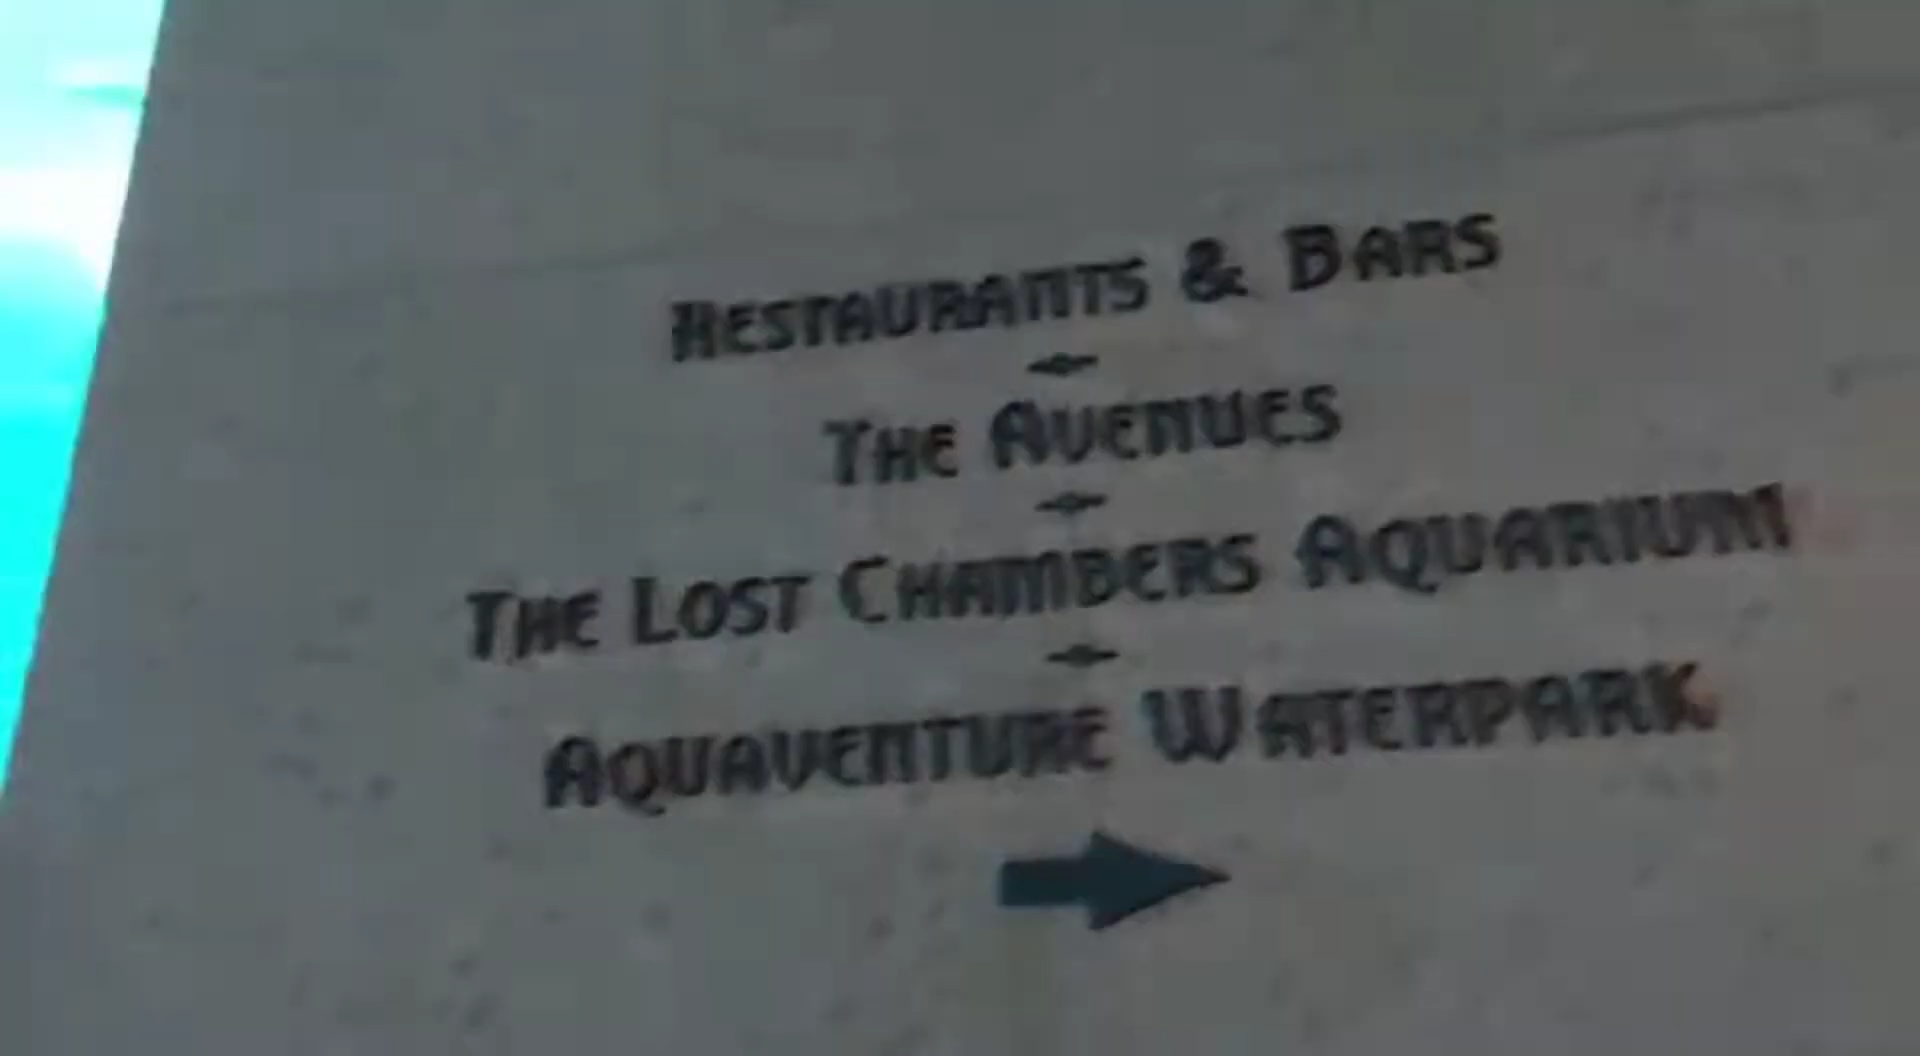 RESTAURANTS & BARS
THE AVENUES
THE LOST CHAMBERS AQUARIUM
AQUAVENTURE WATERPARK